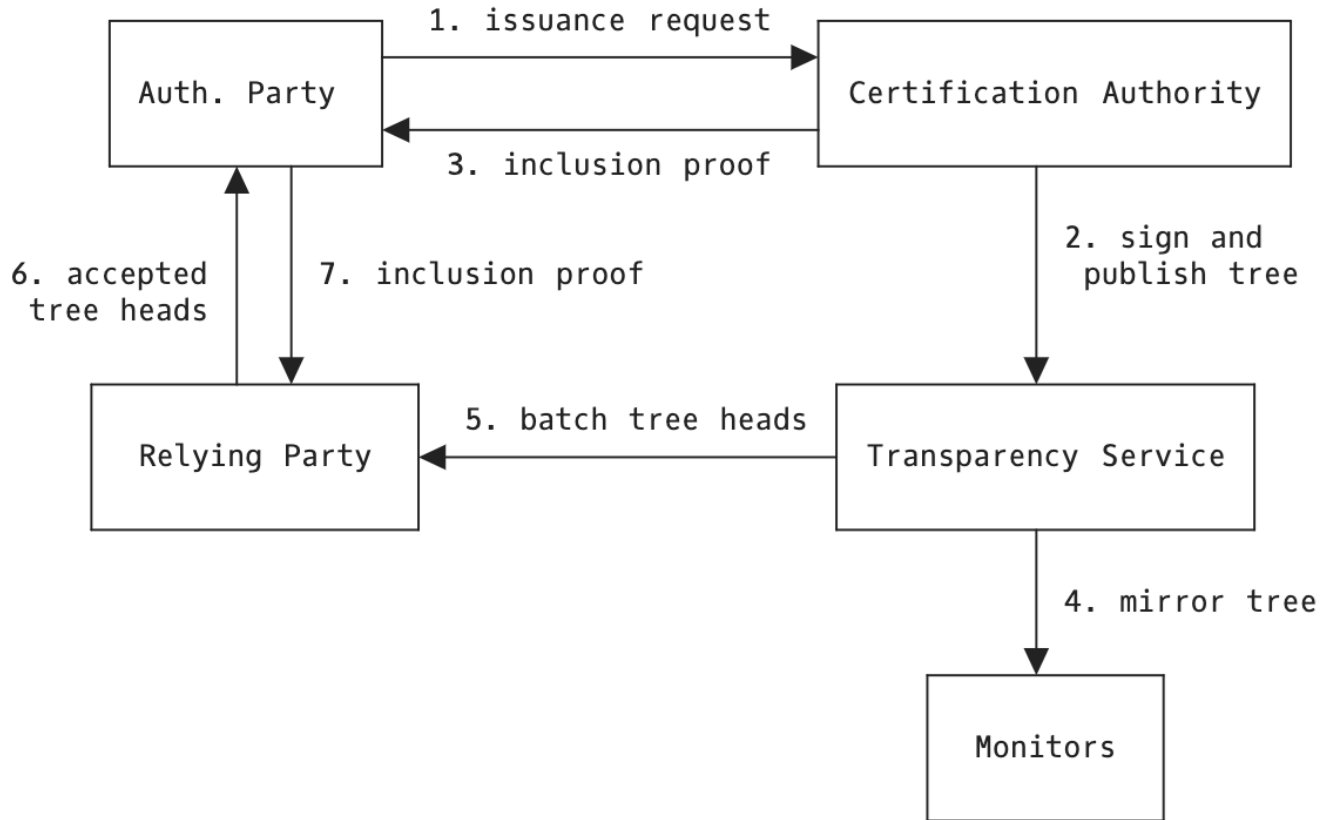 1. issuance request
Auth. Party
Certification Authority
3. inclusion proof
2. sign and
publish tree
6. accepted
tree heads
7. inclusion proof
5. batch tree heads
Relying Party
Transparency Service
4. mirror tree
Monitors